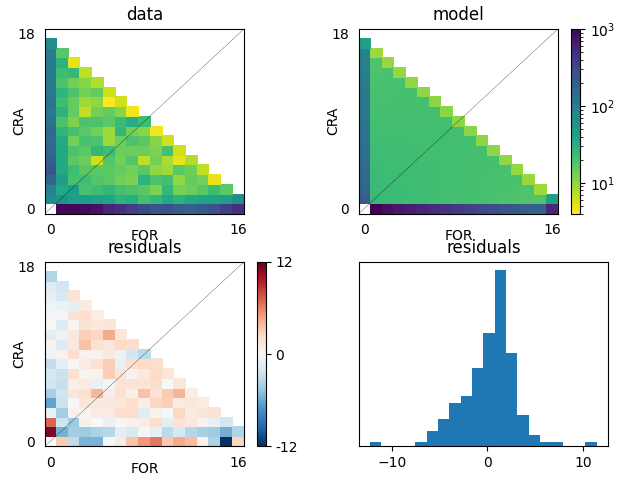 data
18
CRA
0
0
FOR
16
model
18
CRA
0
0
FOR
16
10³
10²
10¹
residuals
18
CRA
0
0
FOR
16
12
0
-12
residuals
−10
0
10